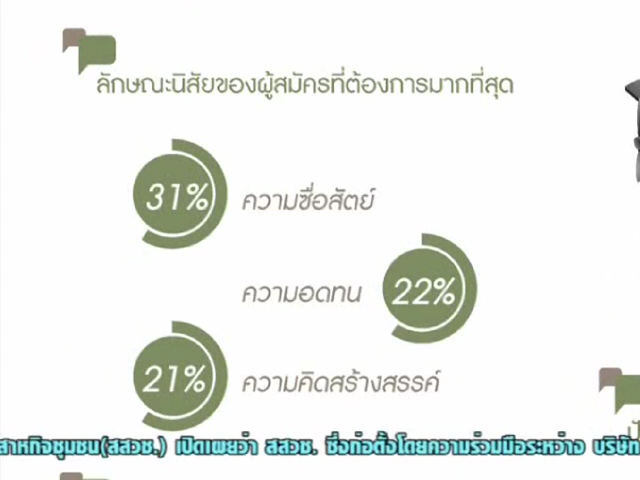 ลักษณะนิสัยของผู้สมัครที่ต้องการมากที่สุด
31% ความซื่อสัตย์
ความอดทน 22%
21% ความคิดสร้างสรรค์
สาหกิจชุมชน(สสวช.) เปิดเผยว่า สสวช. ซึ่งก่อตั้งโดยความร่วมมือระหว่าง บริษัท